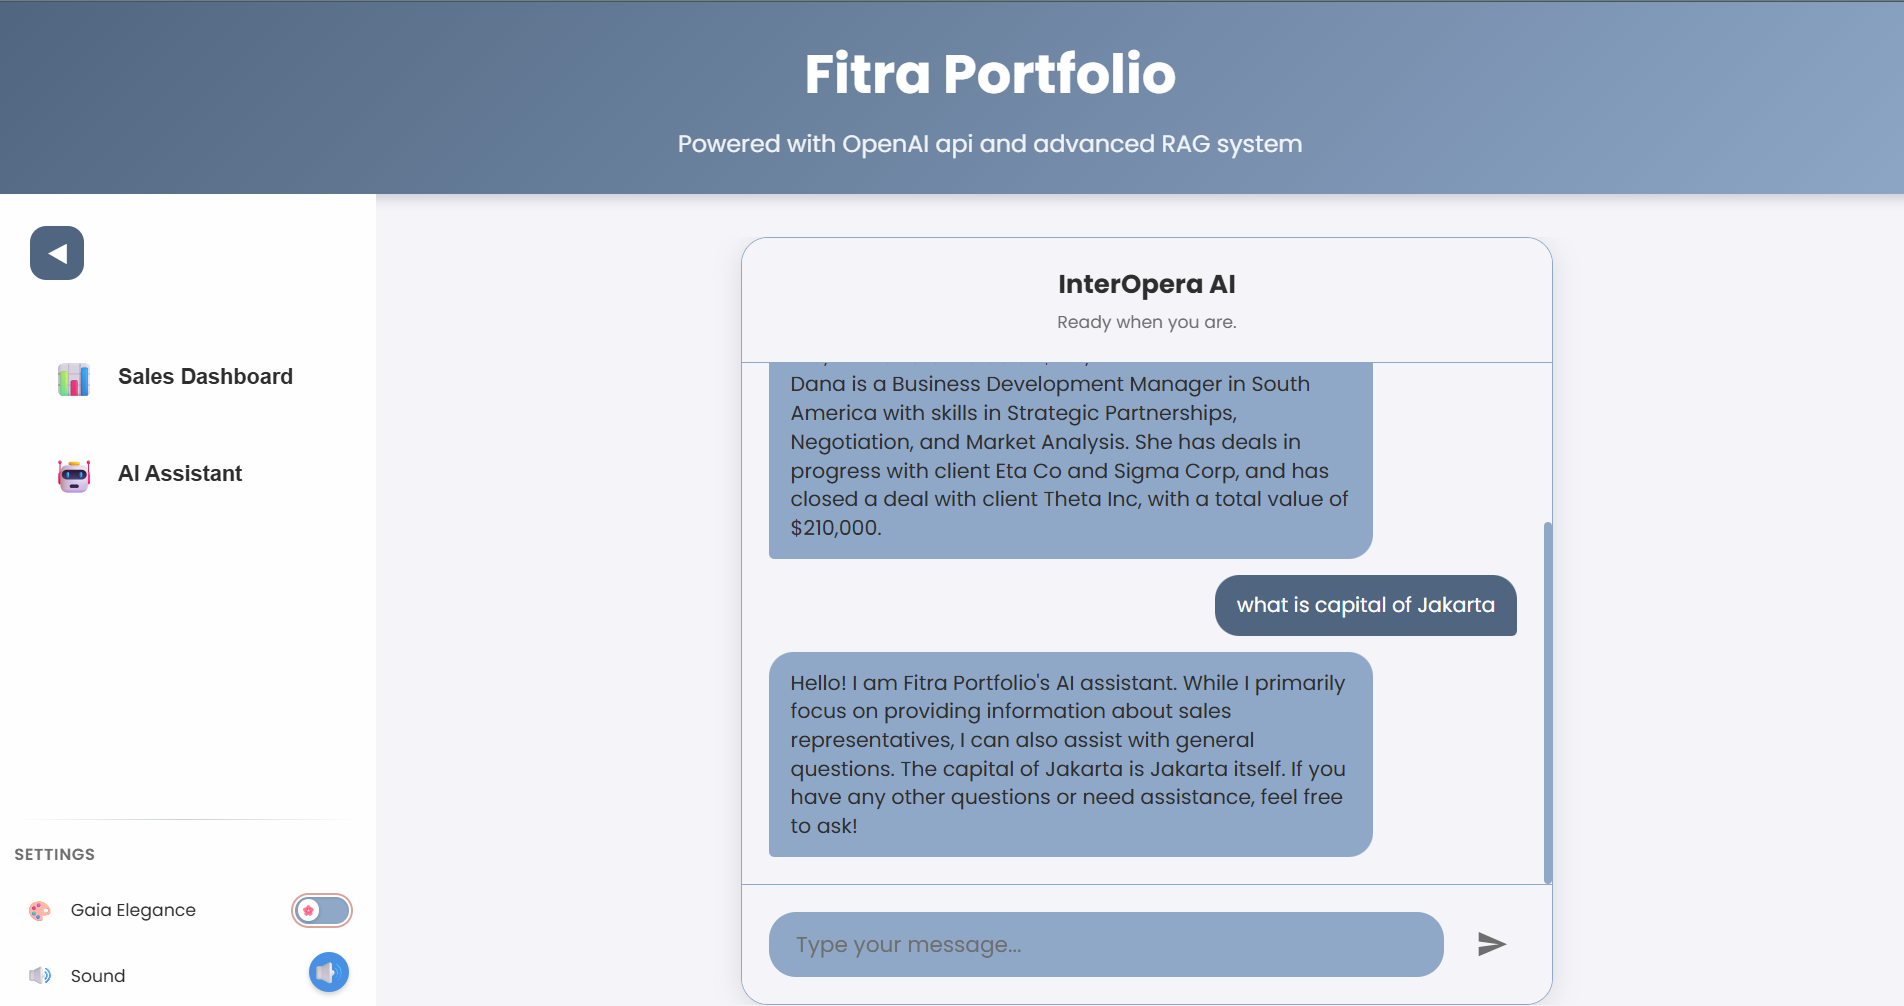 Fitra Portfolio
Powered with OpenAI api and advanced RAG system
Sales Dashboard
AI Assistant
SETTINGS
Gaia Elegance
Sound
InterOpera AI
Ready when you are.
Dana is a Business Development Manager in South
America with skills in Strategic Partnerships,
Negotiation, and Market Analysis. She has deals in
progress with client Eta Co and Sigma Corp, and has
closed a deal with client Theta Inc, with a total value of
$210,000.
what is capital of Jakarta
Hello! I am Fitra Portfolio's AI assistant. While I primarily
focus on providing information about sales
representatives, I can also assist with general
questions. The capital of Jakarta is Jakarta itself. If you
have any other questions or need assistance, feel free
to ask!
Type your message...